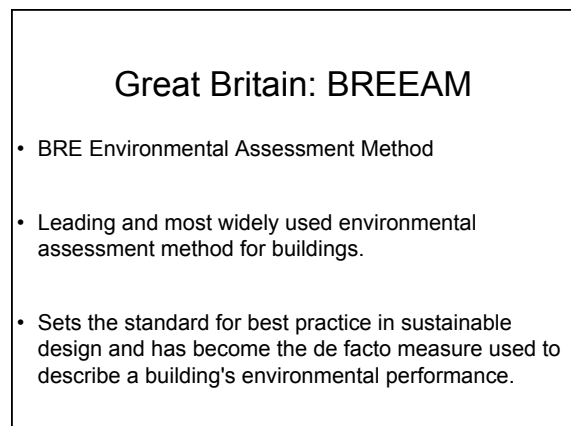 Great Britain: BREEAM
• BRE Environmental Assessment Method
• Leading and most widely used environmental
assessment method for buildings.
• Sets the standard for best practice in sustainable
design and has become the de facto measure used to
describe a building's environmental performance.